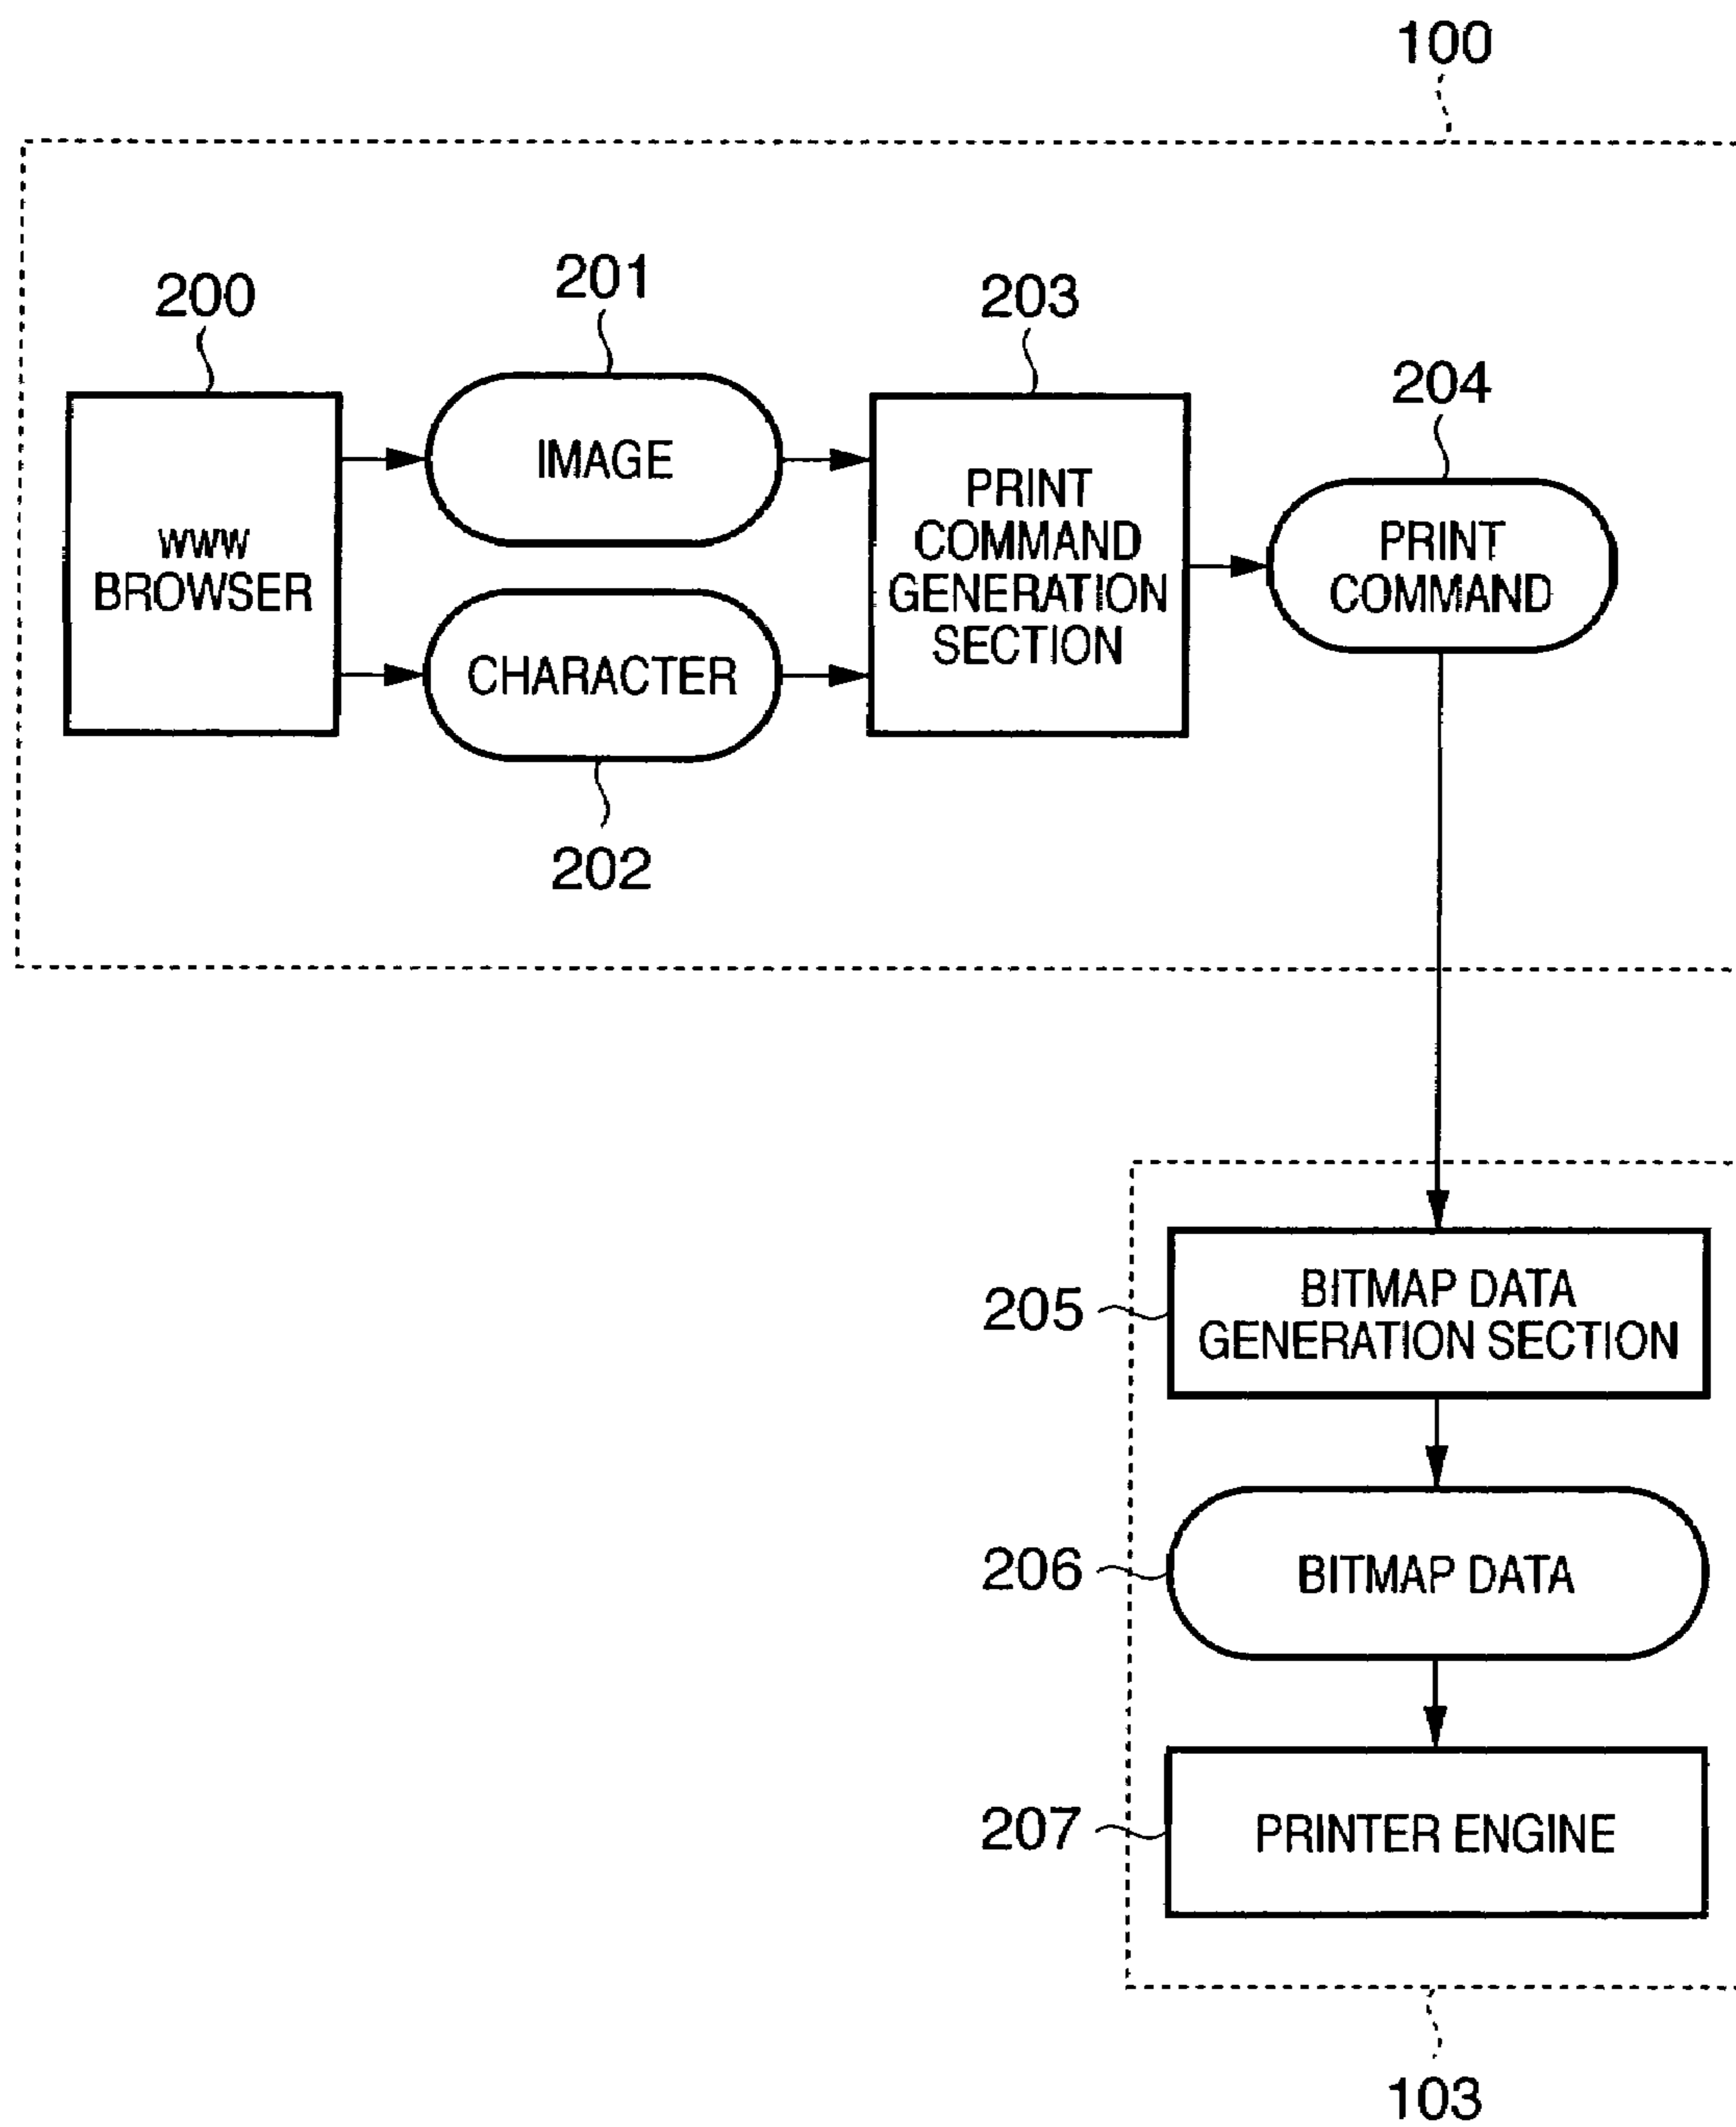 100
200
201
203
204
WWW
BROWSER
IMAGE
CHARACTER
PRINT
COMMAND
GENERATION
SECTION
PRINT
COMMAND
202
205
BITMAP DATA
GENERATION SECTION
206
BITMAP DATA
207
PRINTER ENGINE
103